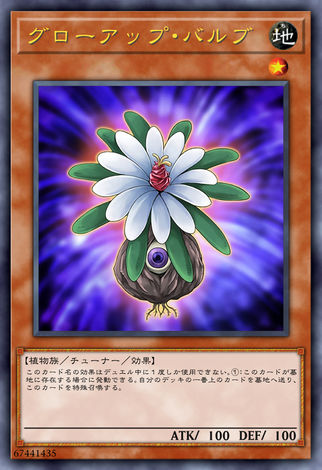 グローアップ・バルブ
ち
地
【植物族／チューナー／効果】
このカード名の効果はデュエル中に１度しか使用できない。①：このカードが墓
地に存在する場合に発動できる。自分のデッキの一番上のカードを墓地へ送り、こ
のカードを特殊召喚する。
ATK/ 100 DEF/ 100
67441435